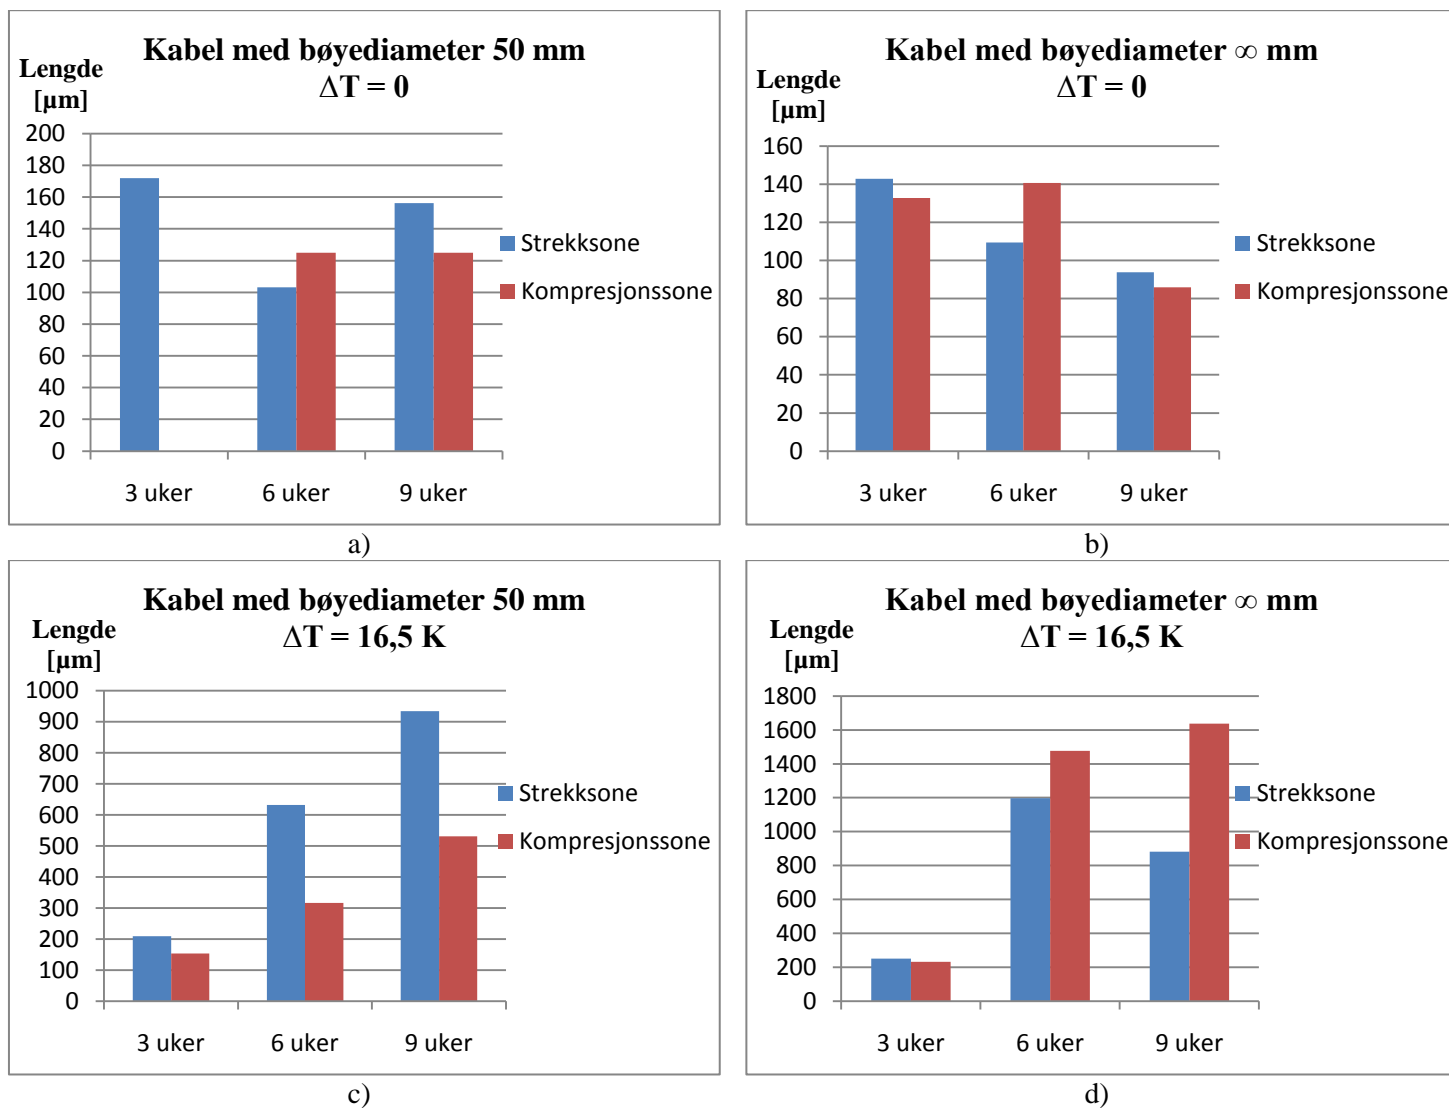 Kabel med bøyediameter 50 mm
ΔT = 0
Lengde
[µm]
200
180
160
140
120
100
80
60
40
20
0
3 uker
6 uker
9 uker
Strekksone
Kompresjonssone
a)
Kabel med bøyediameter ∞ mm
ΔT = 0
Lengde
[µm]
160
140
120
100
80
60
40
20
0
3 uker
6 uker
9 uker
Strekksone
Kompresjonssone
b)
Kabel med bøyediameter 50 mm
ΔT = 16,5 K
Lengde
[µm]
1000
900
800
700
600
500
400
300
200
100
0
3 uker
6 uker
9 uker
Strekksone
Kompresjonssone
c)
Kabel med bøyediameter ∞ mm
ΔT = 16,5 K
Lengde
[µm]
1800
1600
1400
1200
1000
800
600
400
200
0
3 uker
6 uker
9 uker
Strekksone
Kompresjonssone
d)